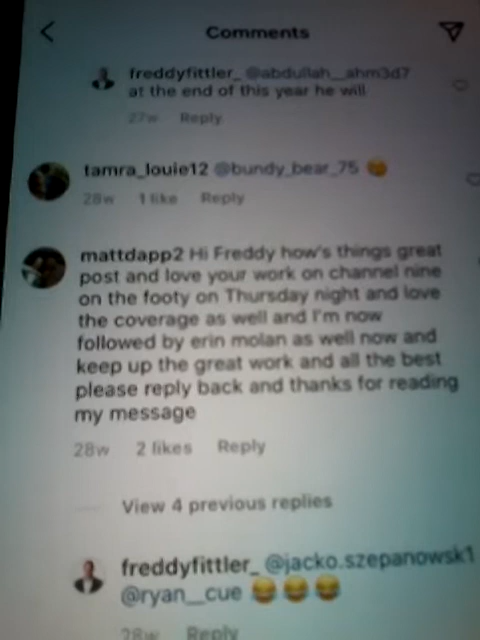 Comments
freddyfittler_ @abdullah__ahm3d7
at the end of this year he will
27w Reply
tamra_louie12 @bundy_bear_75 😊
28w 1 like Reply
mattdapp2 Hi Freddy how's things great
post and love your work on channel nine
on the footy on Thursday night and love
the coverage as well and I'm now
followed by erin molan as well now and
keep up the great work and all the best
please reply back and thanks for reading
my message
28w 2 likes Reply
View 4 previous replies
freddyfittler_ @jacko.szepanowsk1
@ryan__cue 😂😂😂
28w Reply